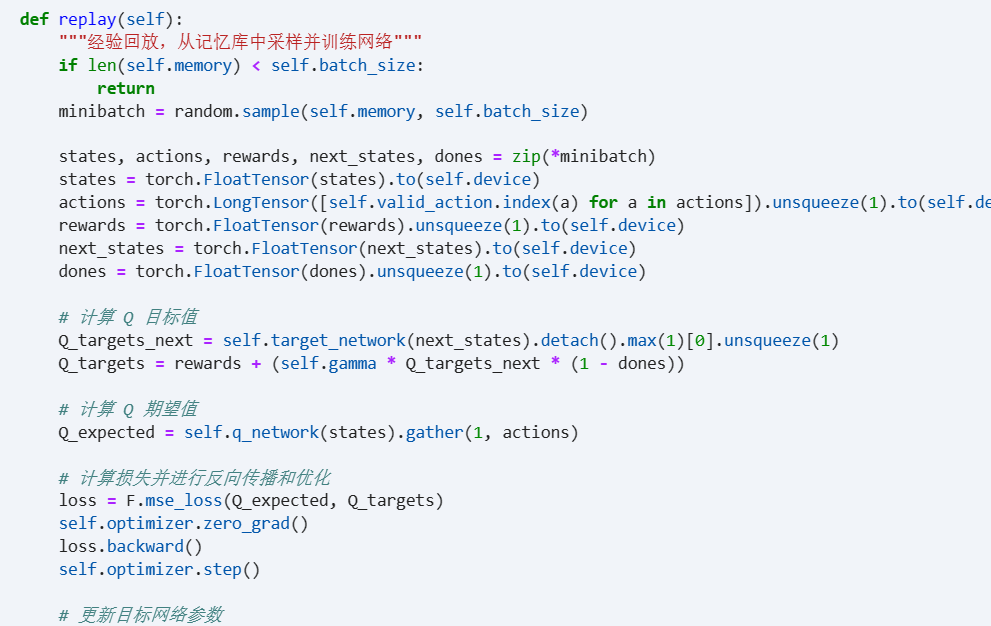 def replay(self):
    """经验回放，从记忆库中采样并训练网络"""
    if len(self.memory) < self.batch_size:
        return
    minibatch = random.sample(self.memory, self.batch_size)
    states, actions, rewards, next_states, dones = zip(*minibatch)
    states = torch.FloatTensor(states).to(self.device)
    actions = torch.LongTensor([self.valid_action.index(a) for a in actions]).unsqueeze(1).to(self.de
    rewards = torch.FloatTensor(rewards).unsqueeze(1).to(self.device)
    next_states = torch.FloatTensor(next_states).to(self.device)
    dones = torch.FloatTensor(dones).unsqueeze(1).to(self.device)
    # 计算 Q 目标值
    Q_targets_next = self.target_network(next_states).detach().max(1)[0].unsqueeze(1)
    Q_targets = rewards + (self.gamma * Q_targets_next * (1 - dones))
    # 计算 Q 期望值
    Q_expected = self.q_network(states).gather(1, actions)
    # 计算损失并进行反向传播和优化
    loss = F.mse_loss(Q_expected, Q_targets)
    self.optimizer.zero_grad()
    loss.backward()
    self.optimizer.step()
    # 更新目标网络参数